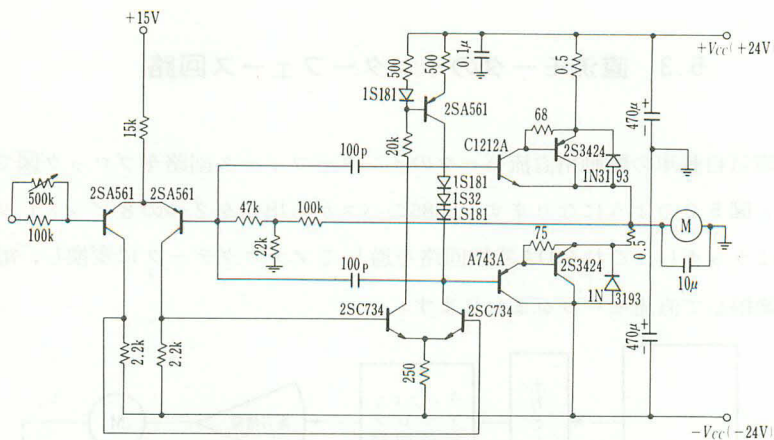 +15V
15k
2SA561
2SA561
500k
100k
2.2k
2.2k
47k
100k
22k
100p
100p
500
500
0.1μ
1S181
2SA561
20k
1S181
1S32
1S181
2SC734
2SC734
250
C1212A
68
2S3424
1N3193
0.5
A743A
75
2S3424
1N
3193
0.5
M
10μ
470μ
+
−
470μ
+
−
+VCC(+24V)
−VCC(−24V)